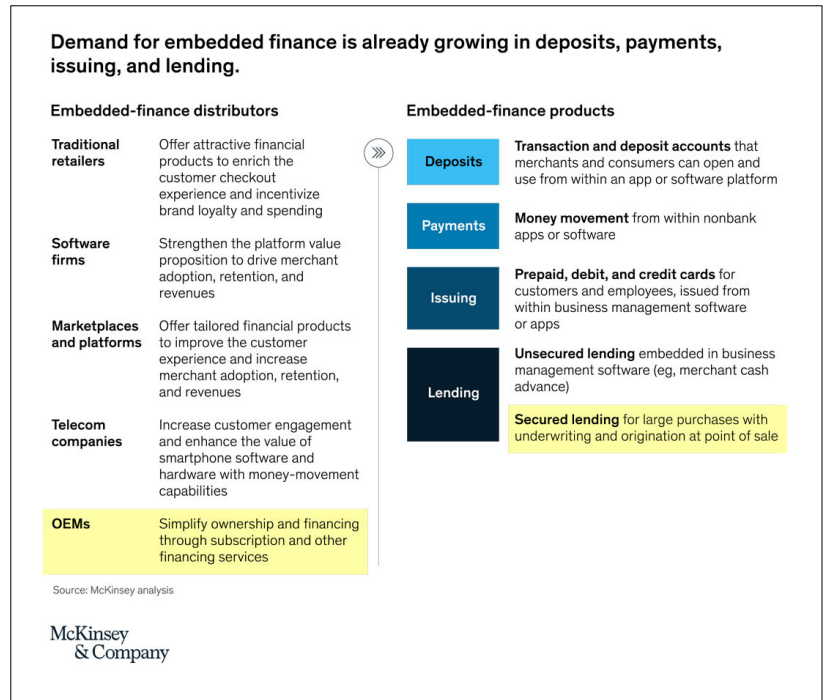 Demand for embedded finance is already growing in deposits, payments,
issuing, and lending.
Embedded-finance distributors
Traditional
retailers
Offer attractive financial
products to enrich the
customer checkout
experience and incentivize
brand loyalty and spending
Software
firms
Strengthen the platform value
proposition to drive merchant
adoption, retention, and
revenues
Marketplaces
and platforms
Offer tailored financial products
to improve the customer
experience and increase
merchant adoption, retention,
and revenues
Telecom
companies
Increase customer engagement
and enhance the value of
smartphone software and
hardware with money-movement
capabilities
OEMs
Simplify ownership and financing
through subscription and other
financing services
Embedded-finance products
Deposits
Transaction and deposit accounts that
merchants and consumers can open and
use from within an app or software platform
Payments
Money movement from within nonbank
apps or software
Issuing
Prepaid, debit, and credit cards for
customers and employees, issued from
within business management software
or apps
Lending
Unsecured lending embedded in business
management software (eg, merchant cash
advance)
Secured lending for large purchases with
underwriting and origination at point of sale
Source: McKinsey analysis
McKinsey
& Company